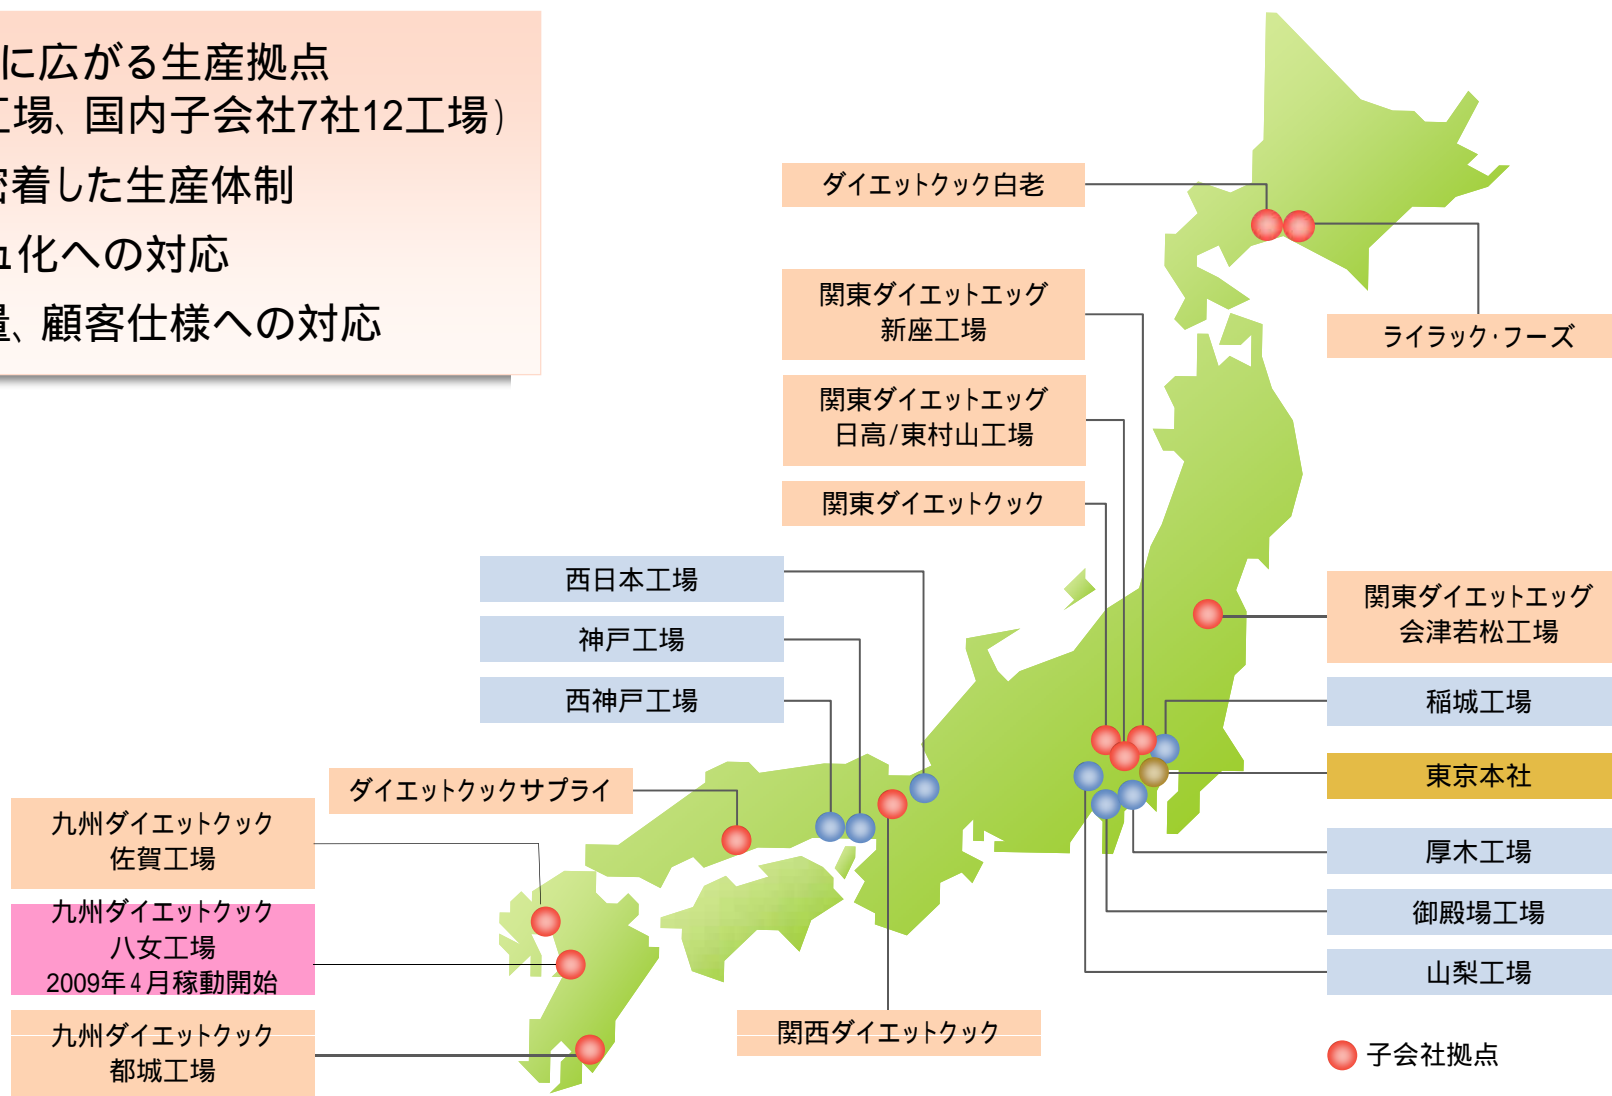 に広がる生産拠点
工場、国内子会社7社12工場)
密着した生産体制
ュ化への対応
量、顧客仕様への対応
ダイエットクック白老
関東ダイエットエッグ
新座工場
ライラック・フーズ
関東ダイエットエッグ
日高/東村山工場
関東ダイエットクック
西日本工場
神戸工場
西神戸工場
関東ダイエットエッグ
会津若松工場
稲城工場
東京本社
厚木工場
御殿場工場
山梨工場
ダイエットクックサプライ
九州ダイエットクック
佐賀工場
九州ダイエットクック
八女工場
2009年4月稼動開始
九州ダイエットクック
都城工場
関西ダイエットクック
子会社拠点